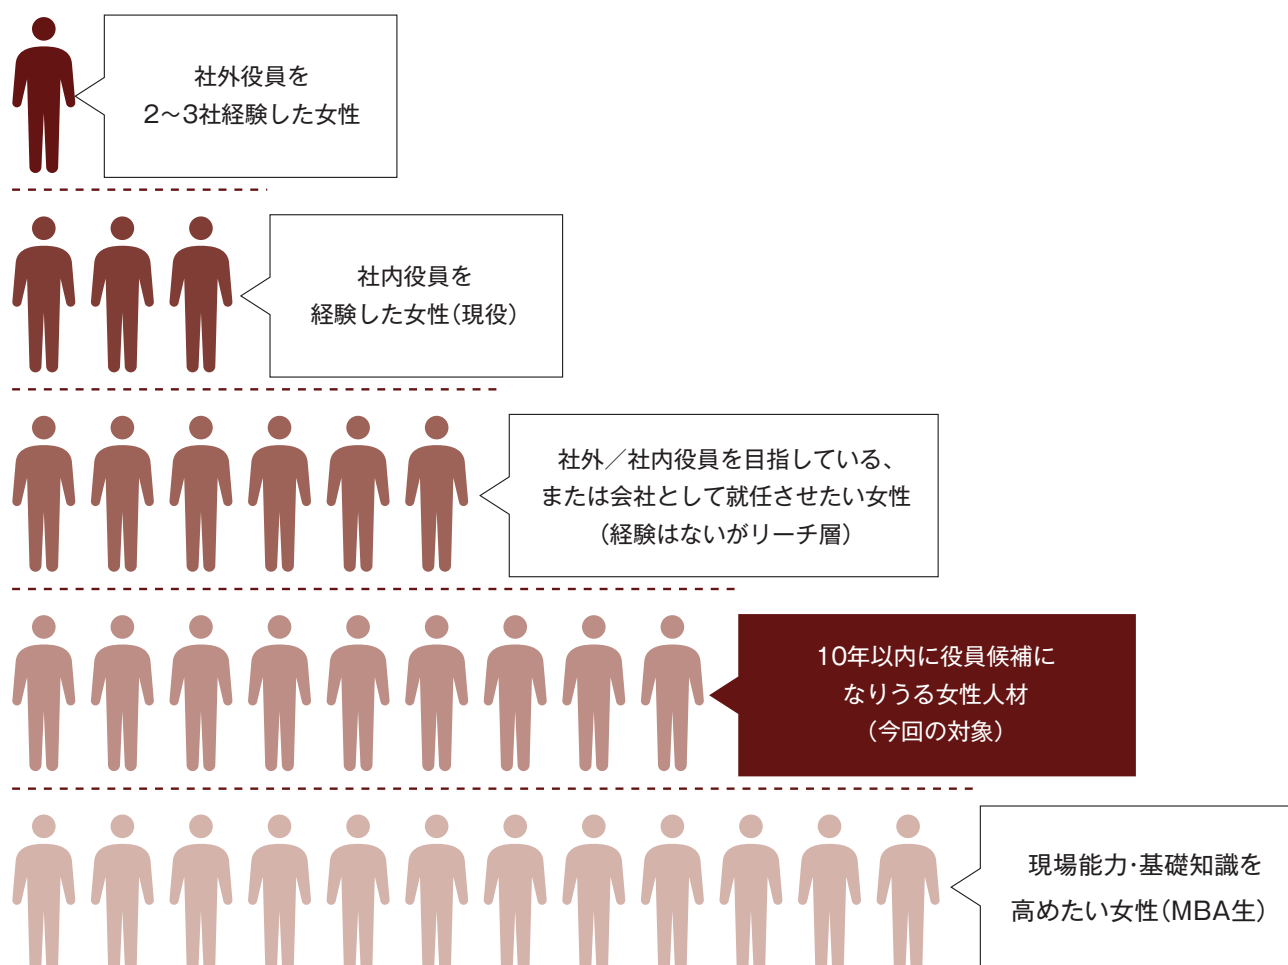 社外役員を
2〜3社経験した女性
社内役員を
経験した女性(現役)
社外／社内役員を目指している、
または会社として就任させたい女性
(経験はないがリーチ層)
10年以内に役員候補に
なりうる女性人材
(今回の対象)
現場能力・基礎知識を
高めたい女性(MBA生)